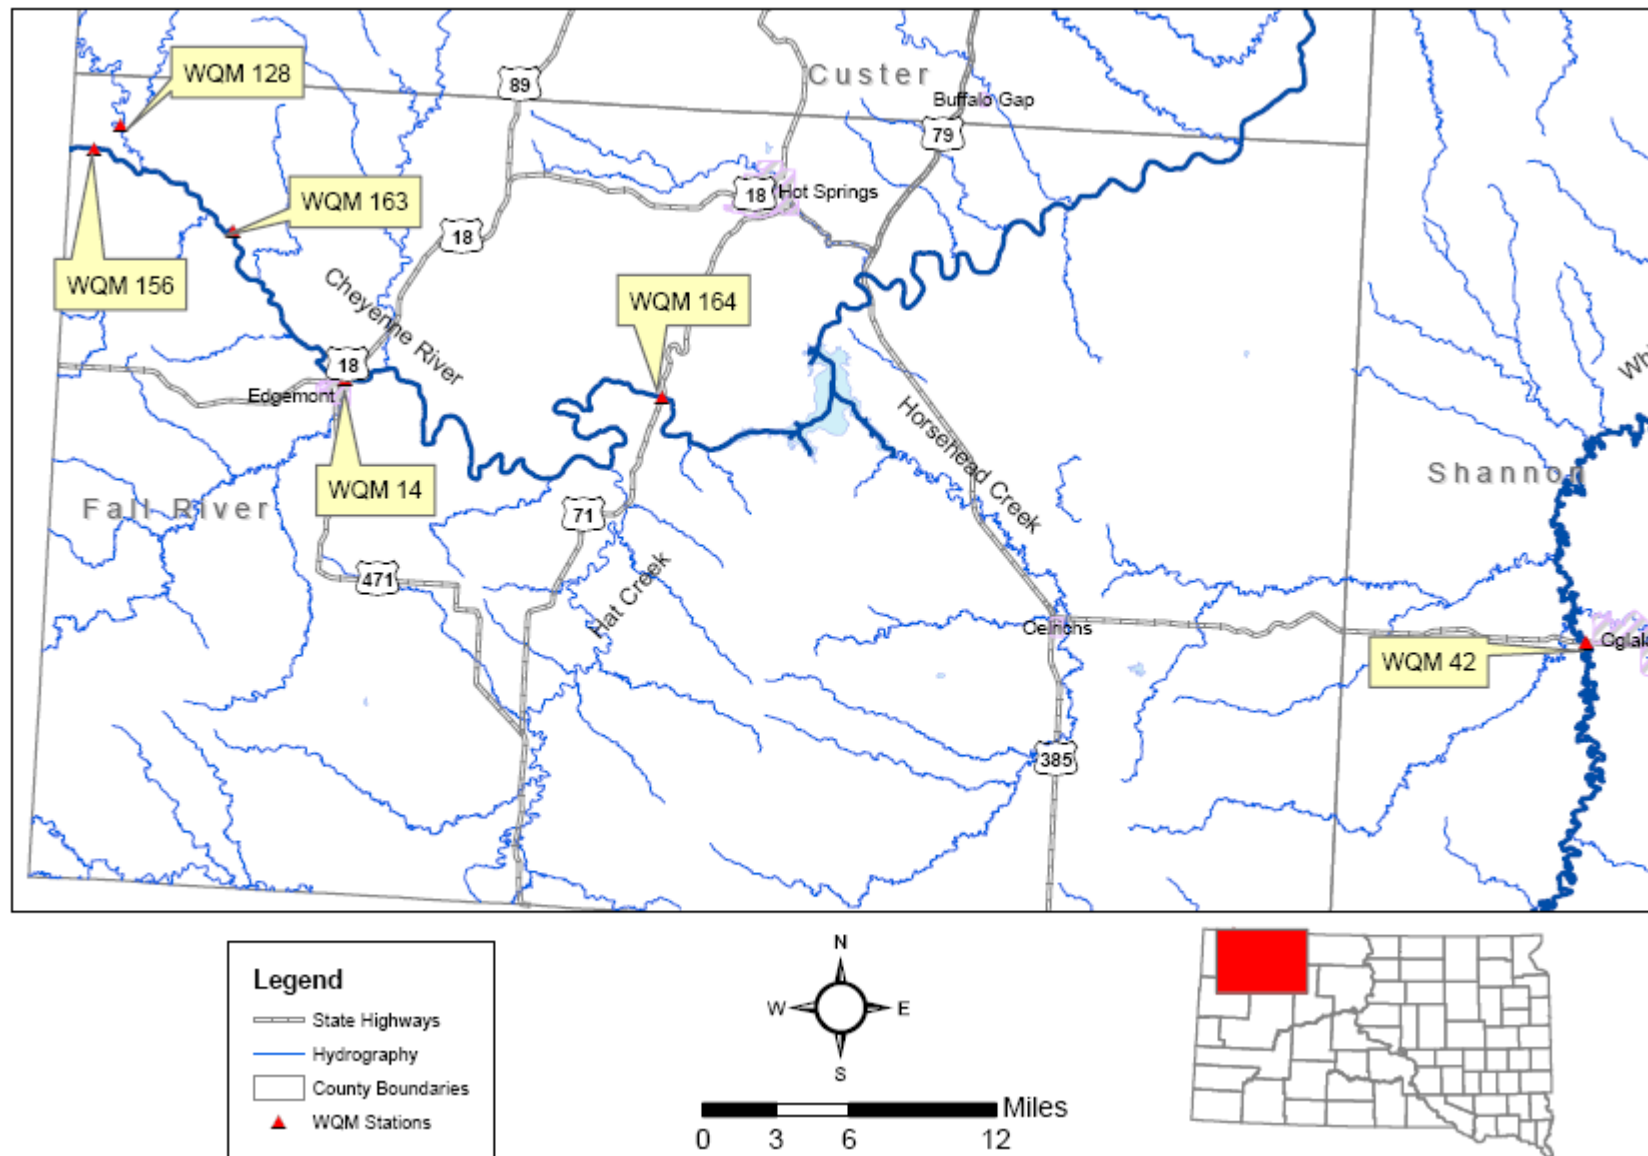 WQM 128
89
Custer
Buffalo Gap
79
WQM 163
18
Hot Springs
18
WQM 156
Cheyenne River
WQM 164
18
Edgemont
Horsehead Creek
WQM 14
Fall River
71
Shannon
471
Hat Creek
Oelrichs
WQM 42
385
Legend
State Highways
Hydrography
County Boundaries
WQM Stations
N
W
E
S
Miles
0
3
6
12